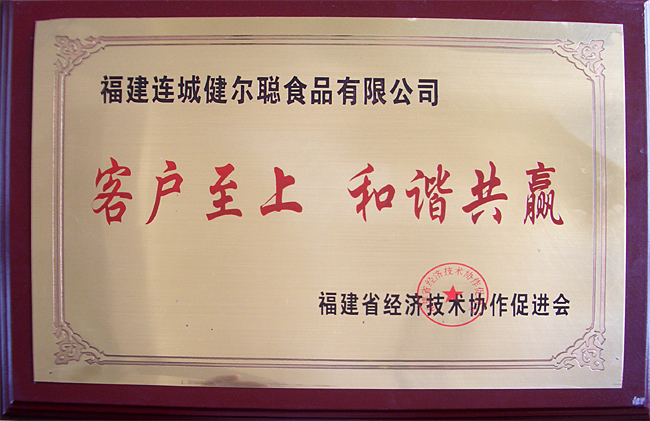 福建连城健尔聪食品有限公司
客户至上 和谐共赢
福建省经济技术协作促进会